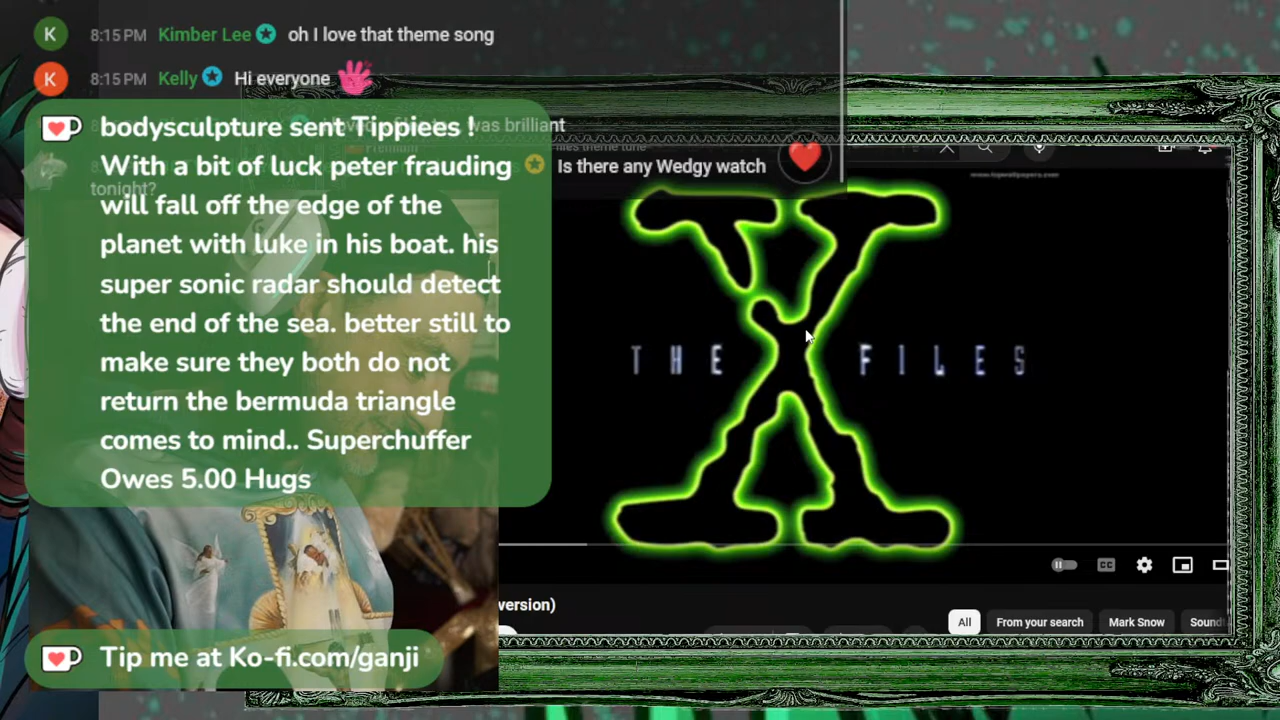 K 8:15 PM Kimber Lee oh I love that theme song
K 8:15 PM Kelly Hi everyone
was brilliant
bodysculpture sent Tippiees !
With a bit of luck peter frauding
will fall off the edge of the
planet with luke in his boat. his
super sonic radar should detect
the end of the sea. better still to
make sure they both do not
return the bermuda triangle
comes to mind.. Superchuffer
Owes 5.00 Hugs
files theme tune
Is there any Wedgy watch
tonight?
THE FILES
version)
All From your search Mark Snow Sound
CC
Tip me at Ko-fi.com/ganji